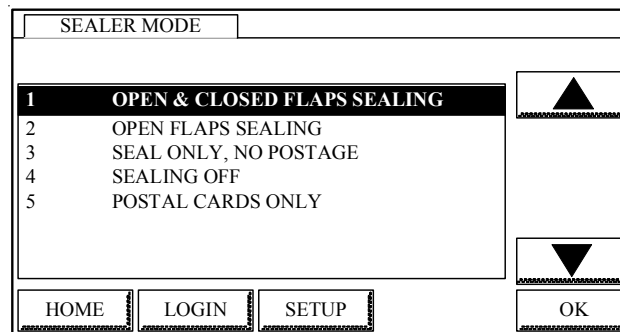 SEALER MODE
1 OPEN & CLOSED FLAPS SEALING
2 OPEN FLAPS SEALING
3 SEAL ONLY, NO POSTAGE
4 SEALING OFF
5 POSTAL CARDS ONLY
HOME LOGIN SETUP OK